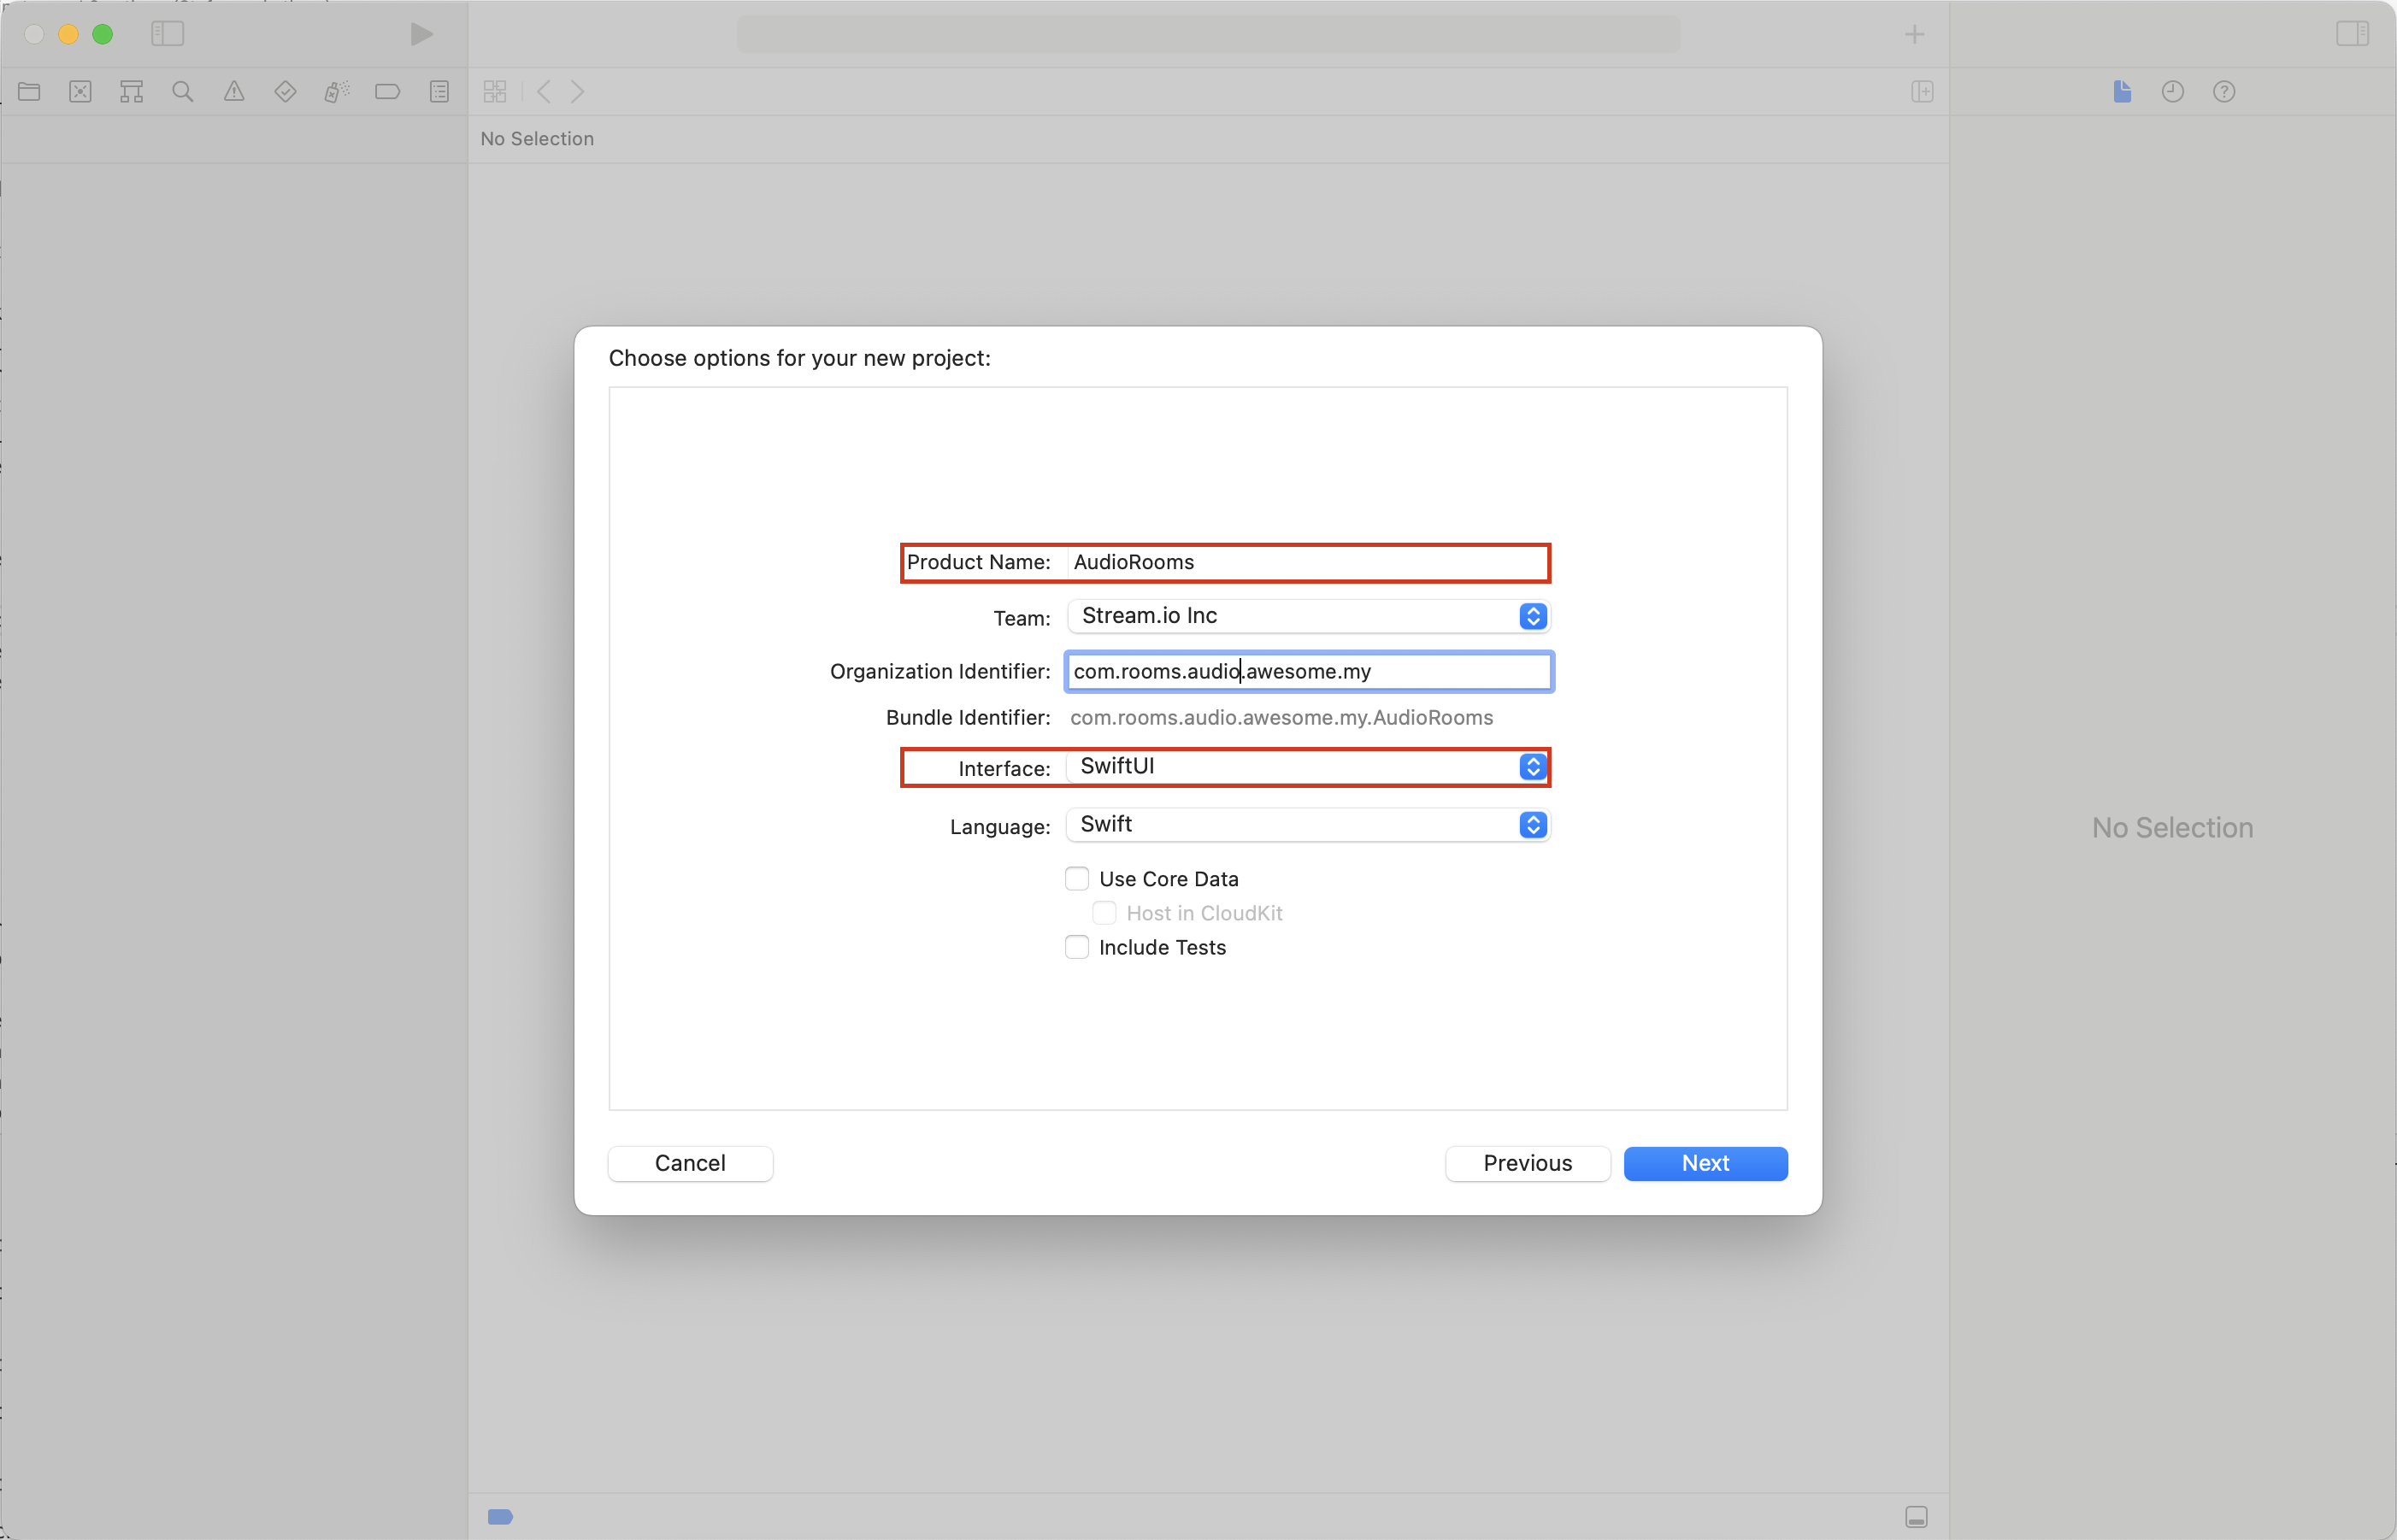 No Selection
Choose options for your new project:
Product Name: AudioRooms
Team: Stream.io Inc
Organization Identifier: com.rooms.audio.awesome.my
Bundle Identifier: com.rooms.audio.awesome.my.AudioRooms
Interface: SwiftUI
Language: Swift
Use Core Data
Host in CloudKit
Include Tests
No Selection
Cancel
Previous
Next